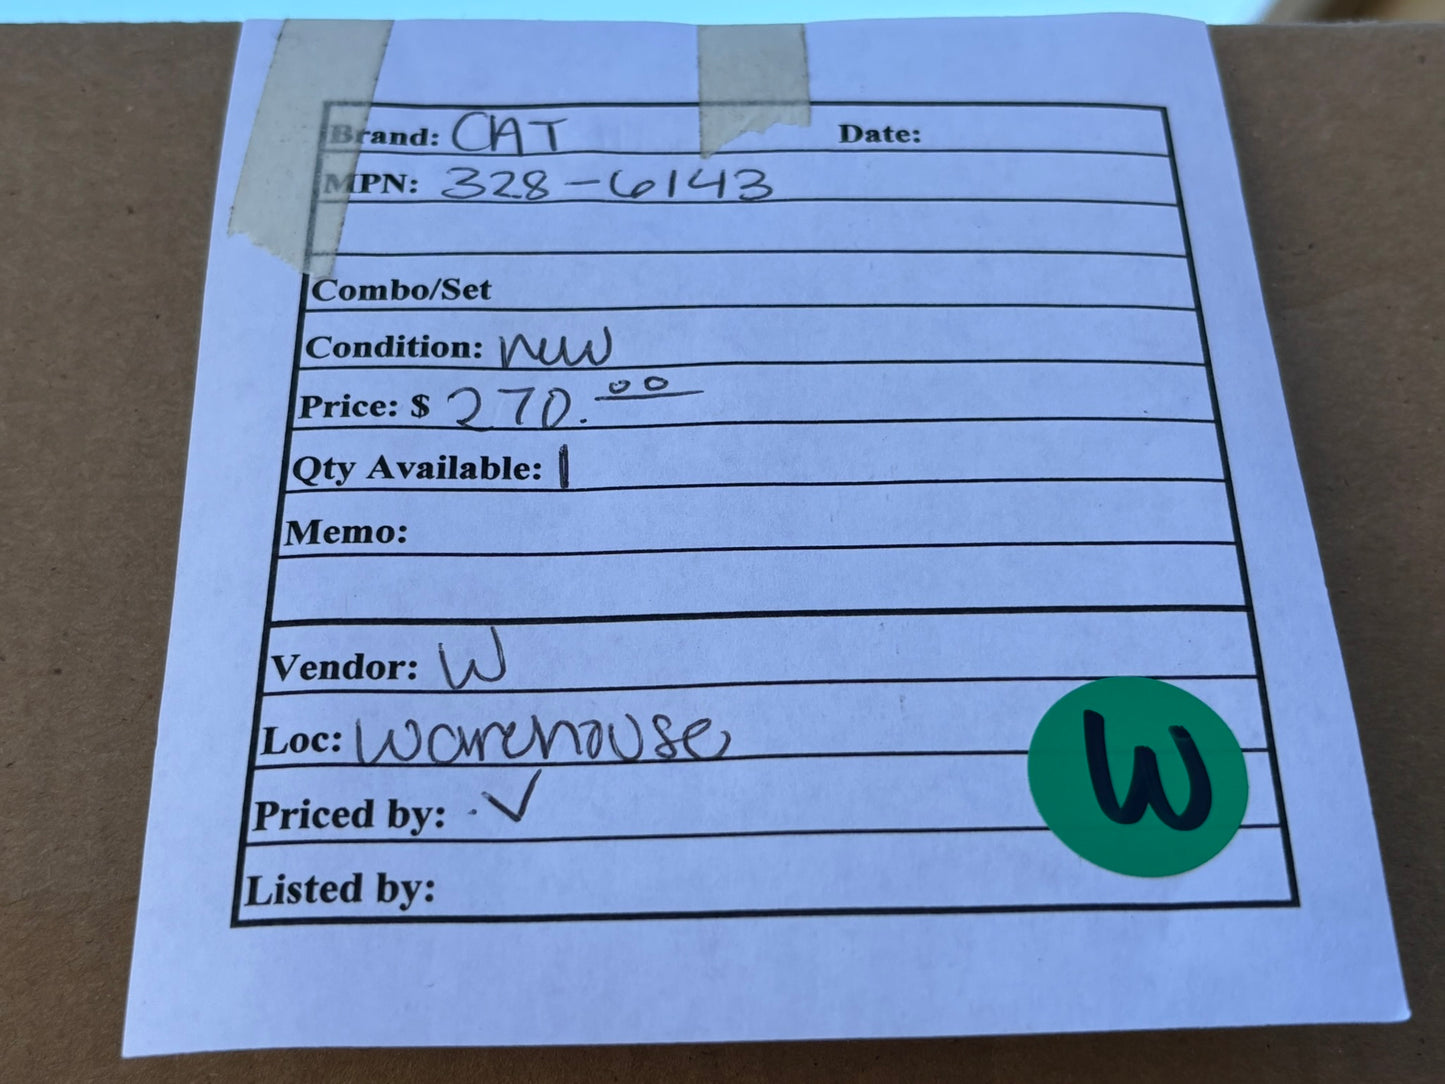 Brand: CAT Date:
MPN: 328-6143
Combo/Set
Condition: new
Price: $ 270.00
Qty Available: 1
Memo:
Vendor: W
Loc: Warehouse
W
Priced by: ✓
Listed by: